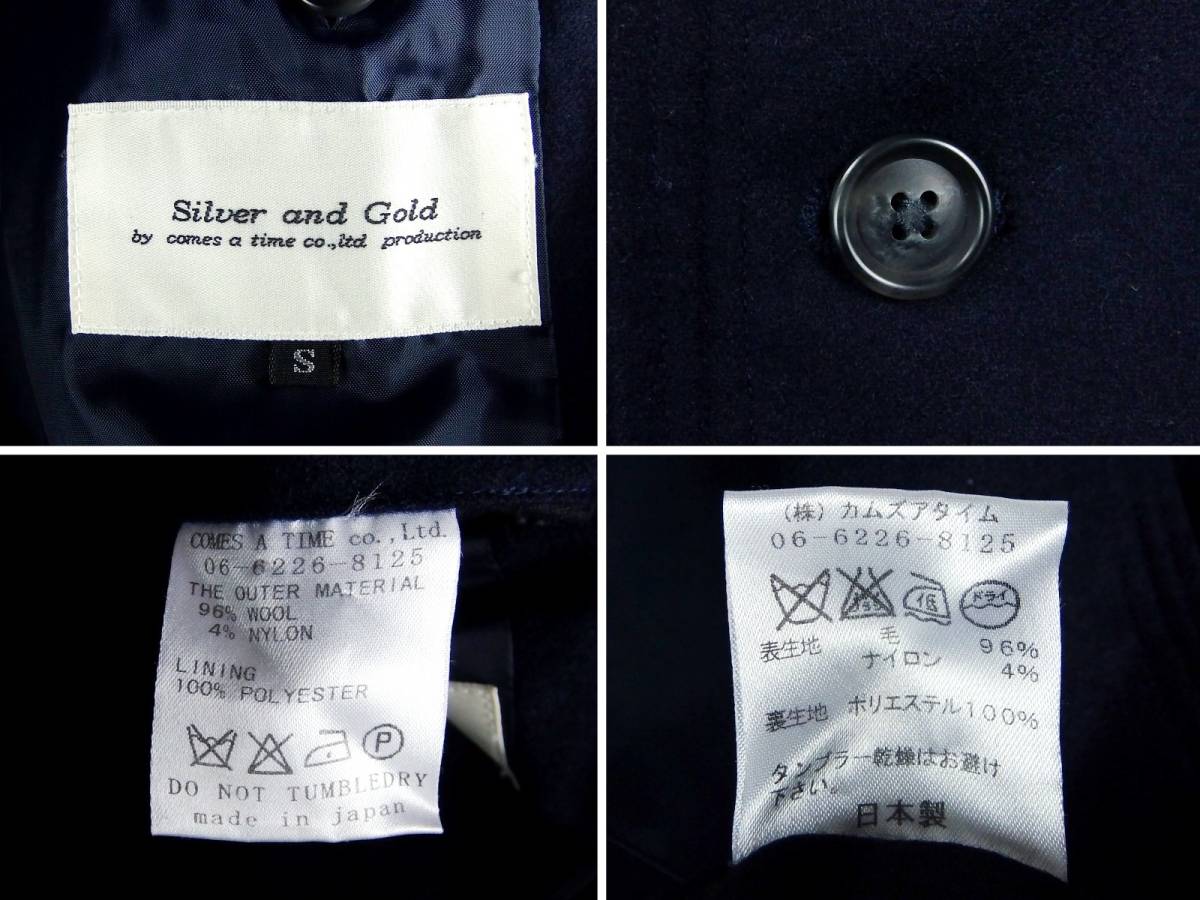 Silver and Gold
by comes a time co.,ltd production
S
COMES A TIME co.,Ltd.
06-6226-8125
THE OUTER MATERIAL
96% WOOL
4% NYLON
LINING
100% POLYESTER
P
DO NOT TUMBLEDRY
made in japan
(株) カムズアタイム
06-6226-8125
低 ドライ
表生地 毛 96%
ナイロン 4%
裏生地 ポリエステル100%
タンブラー乾燥はお避け
下さい。
日本製